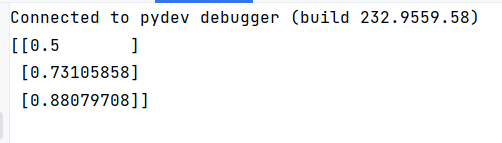 Connected to pydev debugger (build 232.9559.58)
[[0.5       ]
 [0.73105858]
 [0.88079708]]